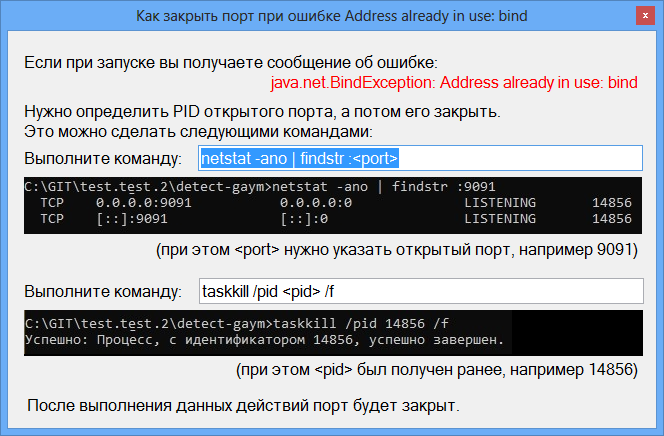 Как закрыть порт при ошибке Address already in use: bind
x
Если при запуске вы получаете сообщение об ошибке:
java.net.BindException: Address already in use: bind
Нужно определить PID открытого порта, а потом его закрыть.
Это можно сделать следующими командами:
Выполните команду: netstat -ano | findstr :<port>
C:\GIT\test.test.2\detect-gaym>netstat -ano | findstr :9091
TCP 0.0.0.0:9091 0.0.0.0:0 LISTENING 14856
TCP [::]:9091 [::]:0 LISTENING 14856
(при этом <port> нужно указать открытый порт, например 9091)
Выполните команду: taskkill /pid <pid> /f
C:\GIT\test.test.2\detect-gaym>taskkill /pid 14856 /f
Успешно: Процесс, с идентификатором 14856, успешно завершен.
(при этом <pid> был получен ранее, например 14856)
После выполнения данных действий порт будет закрыт.